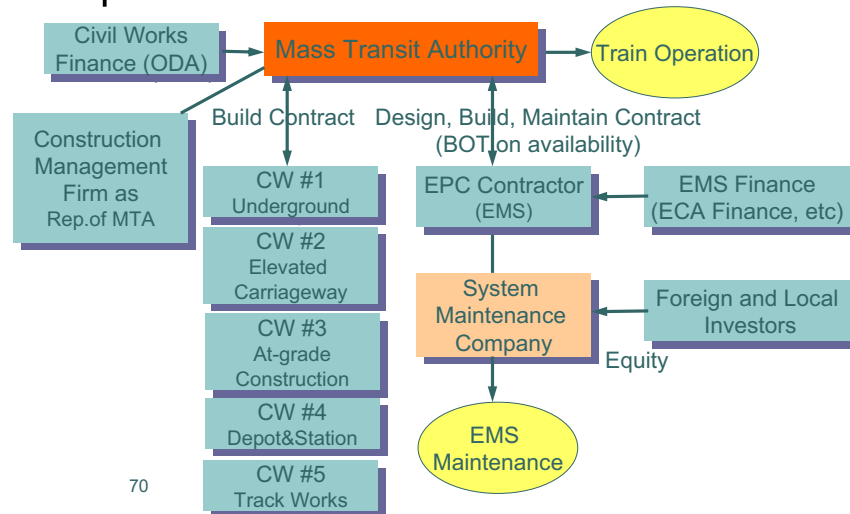 Civil Works
Finance (ODA)
Mass Transit Authority
Train Operation
Build Contract
Design, Build, Maintain Contract
(BOT on availability)
Construction
Management
Firm as
Rep.of MTA
CW #1
Underground
EPC Contractor
(EMS)
EMS Finance
(ECA Finance, etc)
CW #2
Elevated
Carriageway
System
Maintenance
Company
Foreign and Local
Investors
CW #3
At-grade
Construction
Equity
CW #4
Depot&Station
EMS
Maintenance
CW #5
Track Works
70